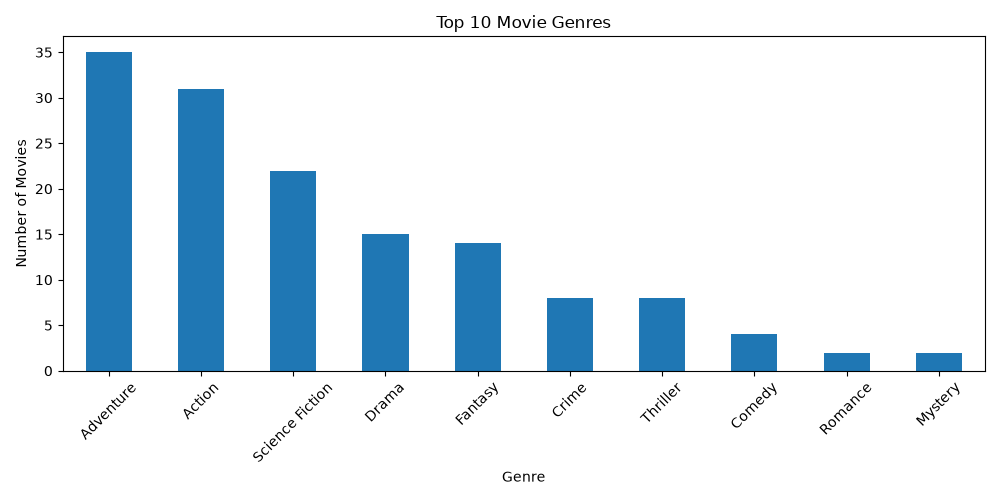 Top 10 Movie Genres
Number of Movies
35
30
25
20
15
10
5
0
Adventure
Action
Science Fiction
Drama
Fantasy
Crime
Thriller
Comedy
Romance
Mystery
Genre